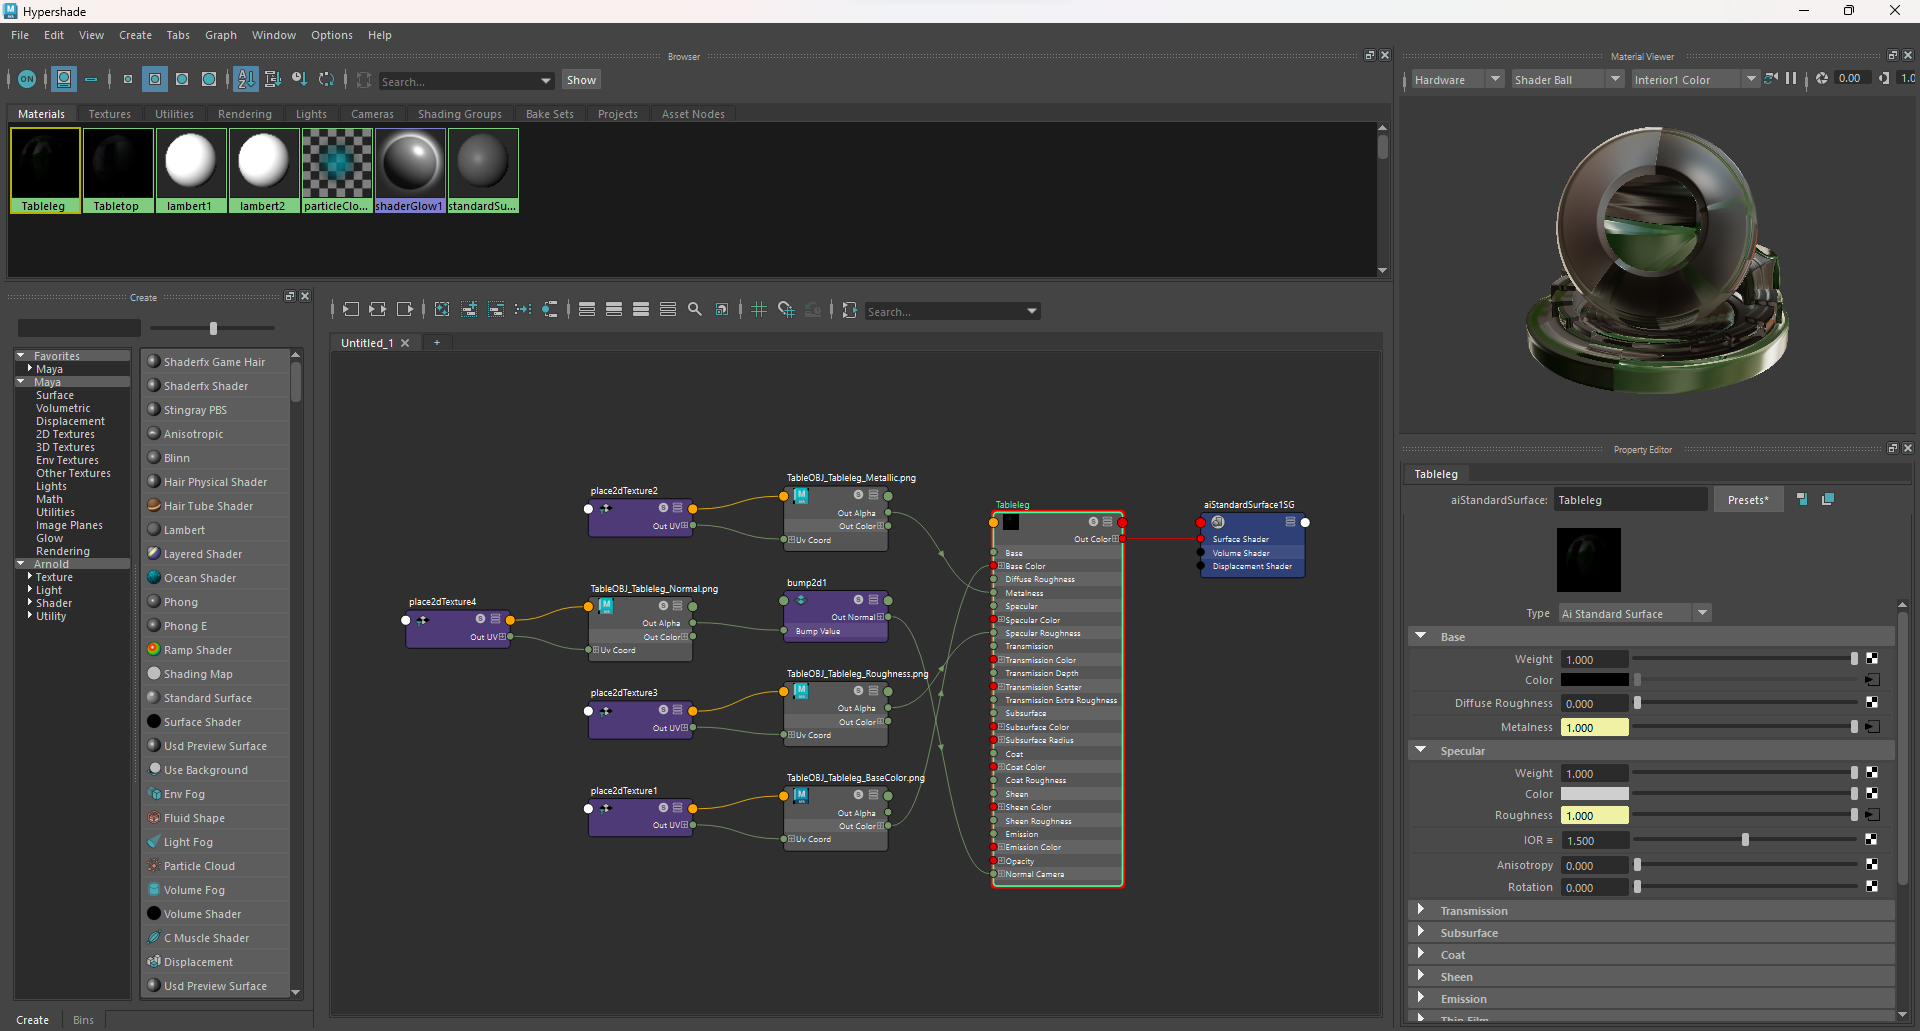 Hypershade
File Edit View Create Tabs Graph Window Options Help
Browser
ON Search... Show
Materials Textures Utilities Rendering Lights Cameras Shading Groups Bake Sets Projects Asset Nodes
Tableleg Tabletop lambert1 lambert2 particleClo... shaderGlow1 standardSu...
Create
Favorites
Maya
Maya
Surface
Volumetric
Displacement
2D Textures
3D Textures
Env Textures
Other Textures
Lights
Math
Utilities
Image Planes
Glow
Rendering
Arnold
Texture
Light
Shader
Utility
Shaderfx Game Hair
Shaderfx Shader
Stingray PBS
Anisotropic
Blinn
Hair Physical Shader
Hair Tube Shader
Lambert
Layered Shader
Ocean Shader
Phong
Phong E
Ramp Shader
Shading Map
Standard Surface
Surface Shader
Usd Preview Surface
Use Background
Env Fog
Fluid Shape
Light Fog
Particle Cloud
Volume Fog
Volume Shader
C Muscle Shader
Displacement
Usd Preview Surface
Create Bins
Search...
Untitled_1 +
place2dTexture2
Out UV
TableOBJ_Tableleg_Metallic.png
Out Alpha
Out Color
Uv Coord
place2dTexture4
Out UV
TableOBJ_Tableleg_Normal.png
Out Alpha
Out Color
Uv Coord
bump2d1
Out Normal
Bump Value
place2dTexture3
Out UV
TableOBJ_Tableleg_Roughness.png
Out Alpha
Out Color
Uv Coord
place2dTexture1
Out UV
TableOBJ_Tableleg_BaseColor.png
Out Alpha
Out Color
Uv Coord
Tableleg
Out Color
Base
Base Color
Diffuse Roughness
Metalness
Specular
Specular Color
Specular Roughness
Transmission
Transmission Color
Transmission Depth
Transmission Scatter
Transmission Extra Roughness
Subsurface
Subsurface Color
Subsurface Radius
Coat
Coat Color
Coat Roughness
Sheen
Sheen Color
Sheen Roughness
Emission
Emission Color
Opacity
Normal Camera
aiStandardSurface1SG
Surface Shader
Volume Shader
Displacement Shader
Material Viewer
Hardware Shader Ball Interior1 Color 0.00 1.0
Property Editor
Tableleg
aiStandardSurface: Tableleg Presets*
Type Ai Standard Surface
Base
Weight 1.000
Color
Diffuse Roughness 0.000
Metalness 1.000
Specular
Weight 1.000
Color
Roughness 1.000
IOR ≡ 1.500
Anisotropy 0.000
Rotation 0.000
Transmission
Subsurface
Coat
Sheen
Emission
Thin Film